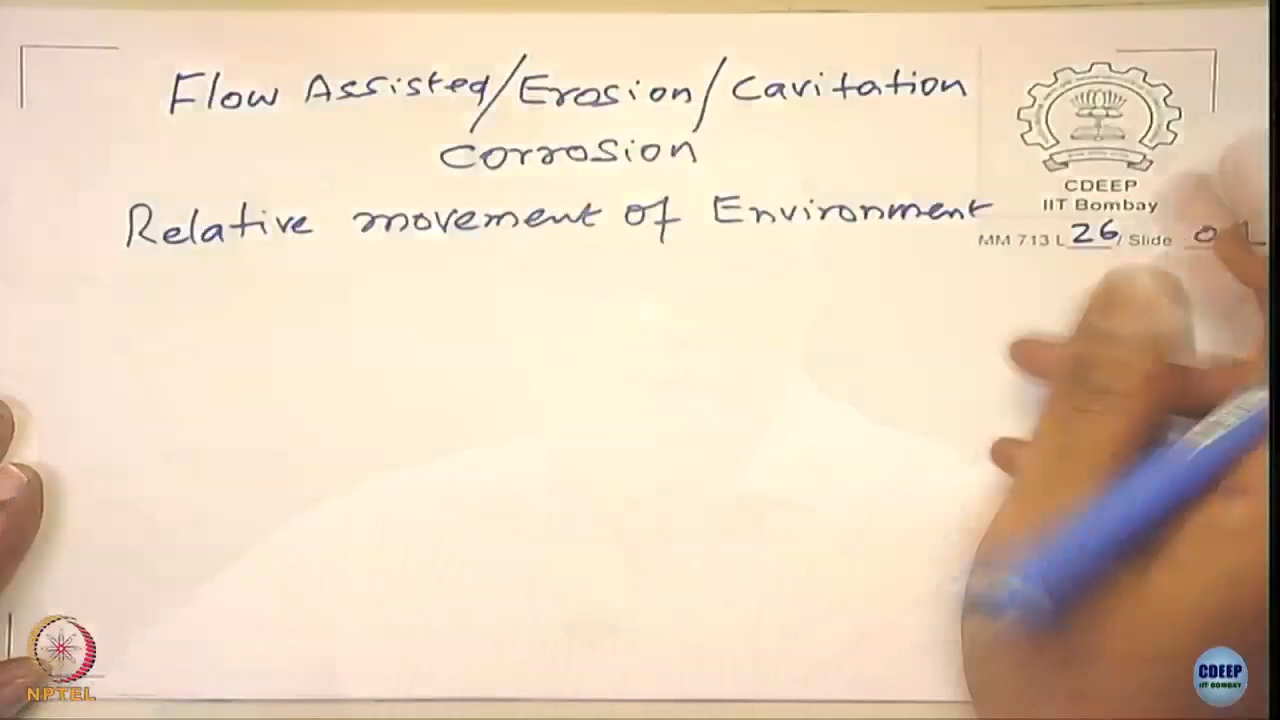 Flow Assisted/Erosion/Cavitation
Corrosion
Relative movement of Environment
CDEEP
IIT Bombay
MM 713 L 26 / Slide
NPTEL
CDEEP
IIT BOMBAY